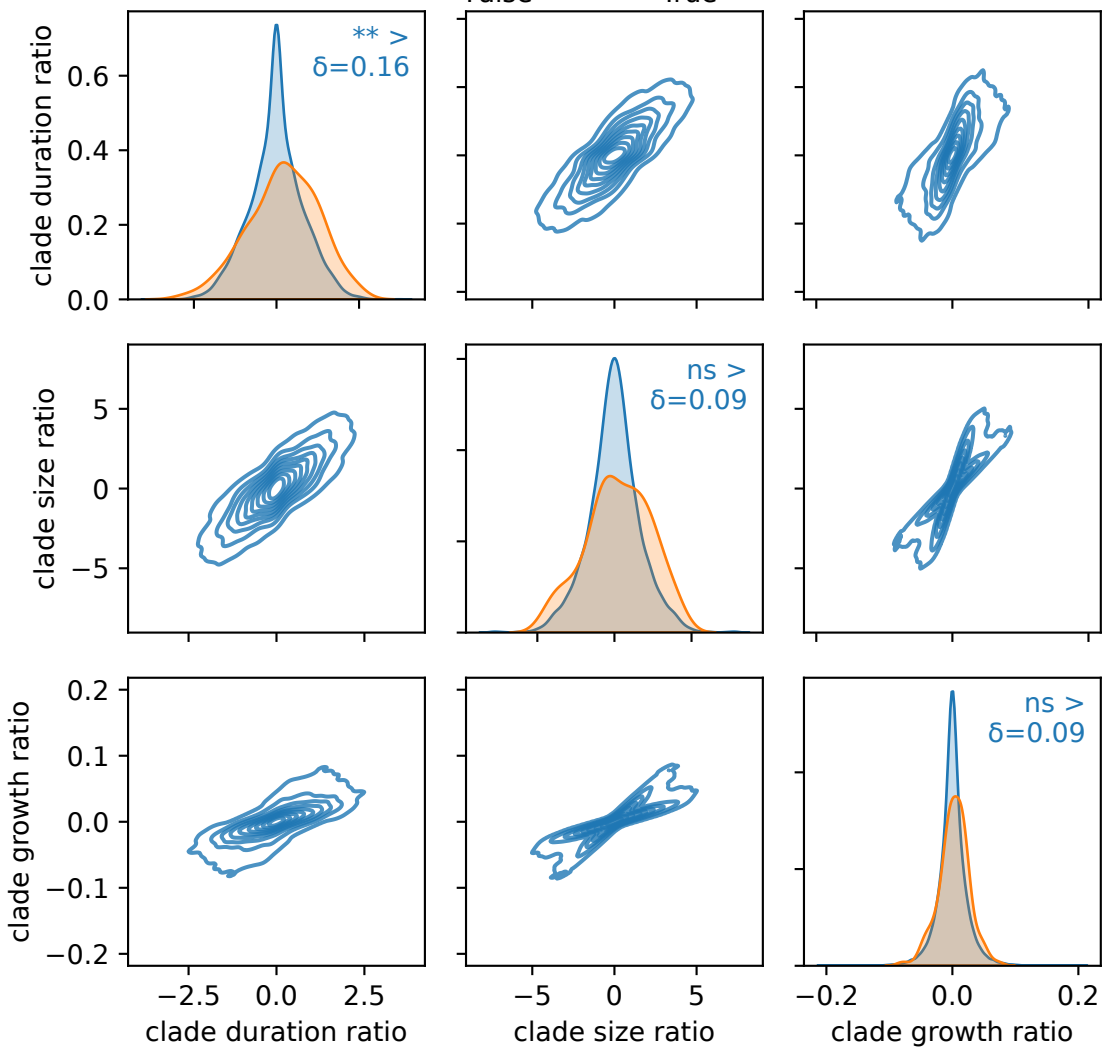 clade duration ratio
0.6
0.4
0.2
0.0
** >
δ=0.16
clade size ratio
5
0
−5
ns >
δ=0.09
clade growth ratio
0.2
0.1
0.0
−0.1
−0.2
ns >
δ=0.09
−2.5 0.0 2.5
clade duration ratio
−5 0 5
clade size ratio
−0.2 0.0 0.2
clade growth ratio